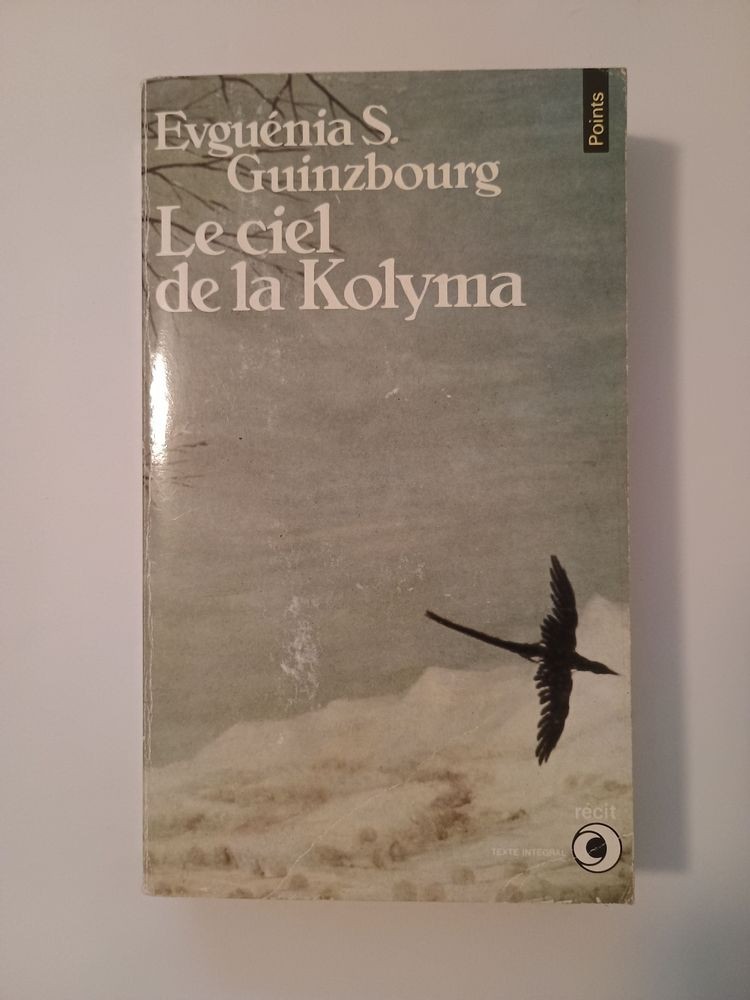 Points
Evguénia S.
Guinzbourg
Le ciel
de la Kolyma
récit
TEXTE INTÉGRAL